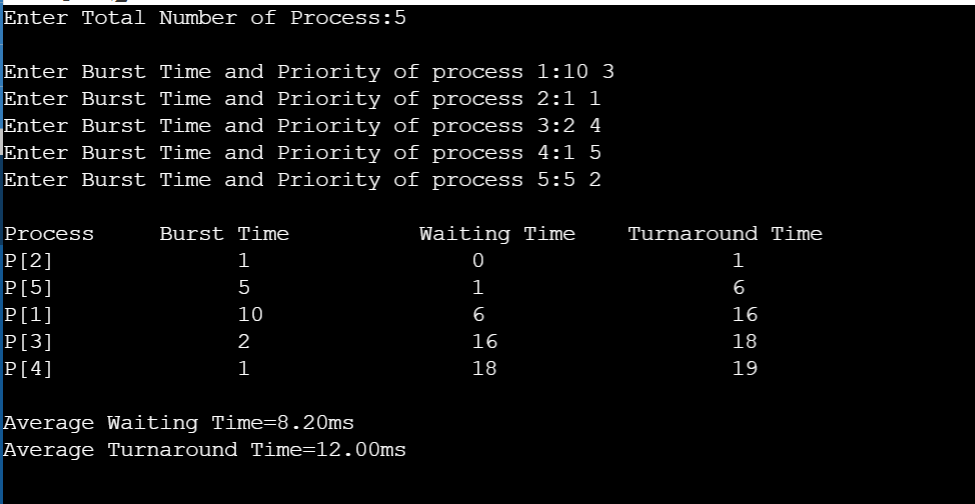 Enter Total Number of Process:5
Enter Burst Time and Priority of process 1:10 3
Enter Burst Time and Priority of process 2:1 1
Enter Burst Time and Priority of process 3:2 4
Enter Burst Time and Priority of process 4:1 5
Enter Burst Time and Priority of process 5:5 2
Process Burst Time Waiting Time Turnaround Time
P[2] 1 0 1
P[5] 5 1 6
P[1] 10 6 16
P[3] 2 16 18
P[4] 1 18 19
Average Waiting Time=8.20ms
Average Turnaround Time=12.00ms